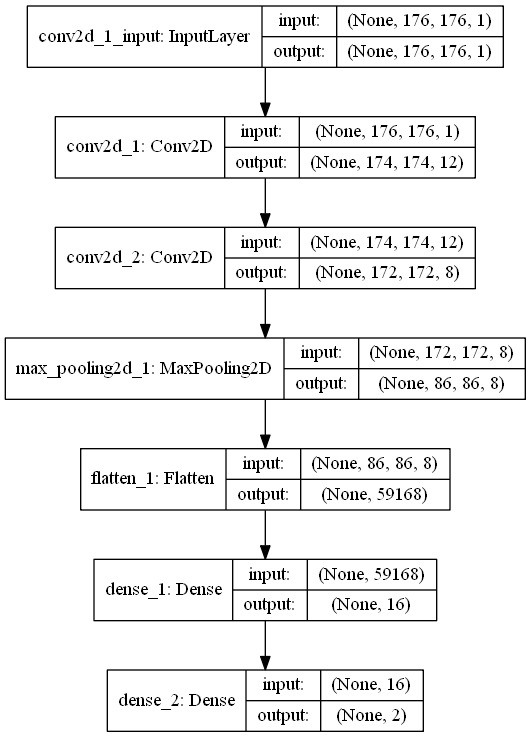 conv2d_1_input: InputLayer
input:
(None, 176, 176, 1)
output:
(None, 176, 176, 1)
conv2d_1: Conv2D
input:
(None, 176, 176, 1)
output:
(None, 174, 174, 12)
conv2d_2: Conv2D
input:
(None, 174, 174, 12)
output:
(None, 172, 172, 8)
max_pooling2d_1: MaxPooling2D
input:
(None, 172, 172, 8)
output:
(None, 86, 86, 8)
flatten_1: Flatten
input:
(None, 86, 86, 8)
output:
(None, 59168)
dense_1: Dense
input:
(None, 59168)
output:
(None, 16)
dense_2: Dense
input:
(None, 16)
output:
(None, 2)